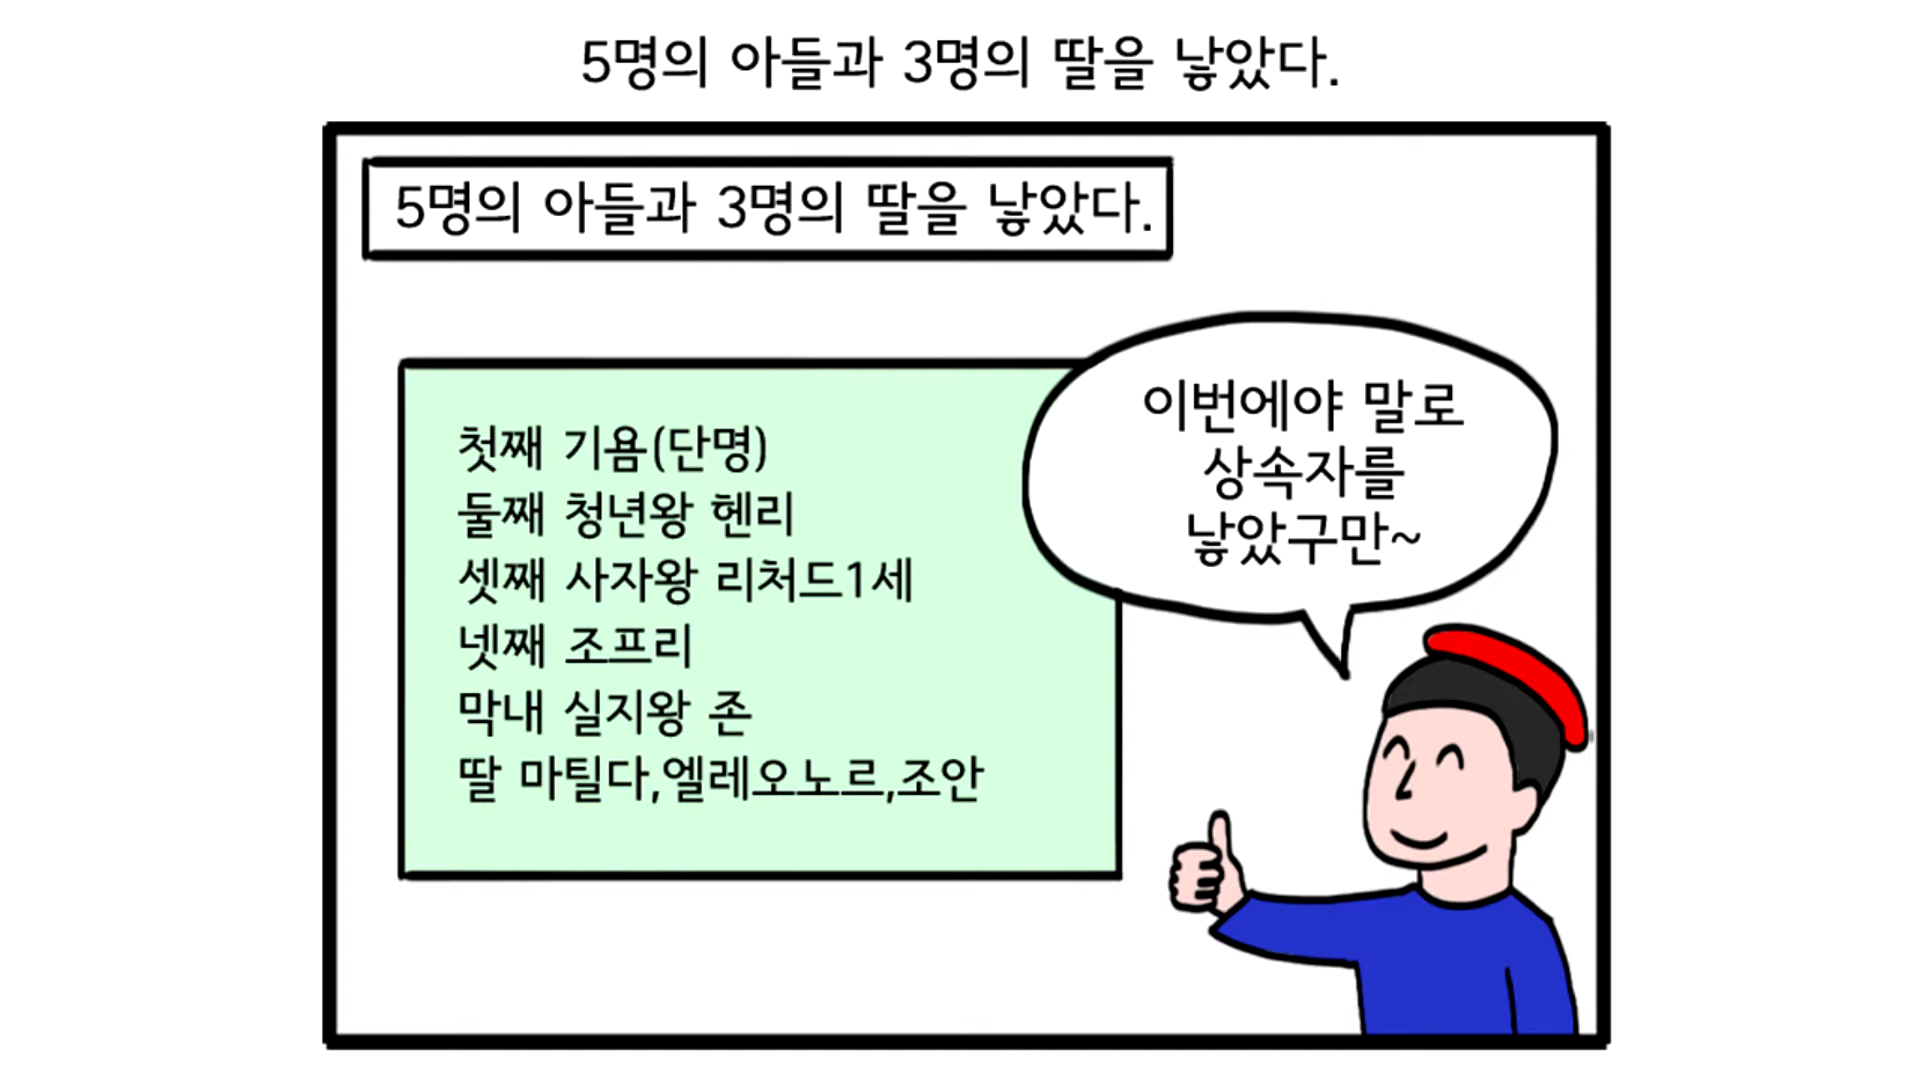 5명의 아들과 3명의 딸을 낳았다.
5명의 아들과 3명의 딸을 낳았다.
이번에야 말로
상속자를
낳았구만~
첫째 기욤(단명)
둘째 청년왕 헨리
셋째 사자왕 리처드1세
넷째 조프리
막내 실지왕 존
딸 마틸다,엘레오노르,조안